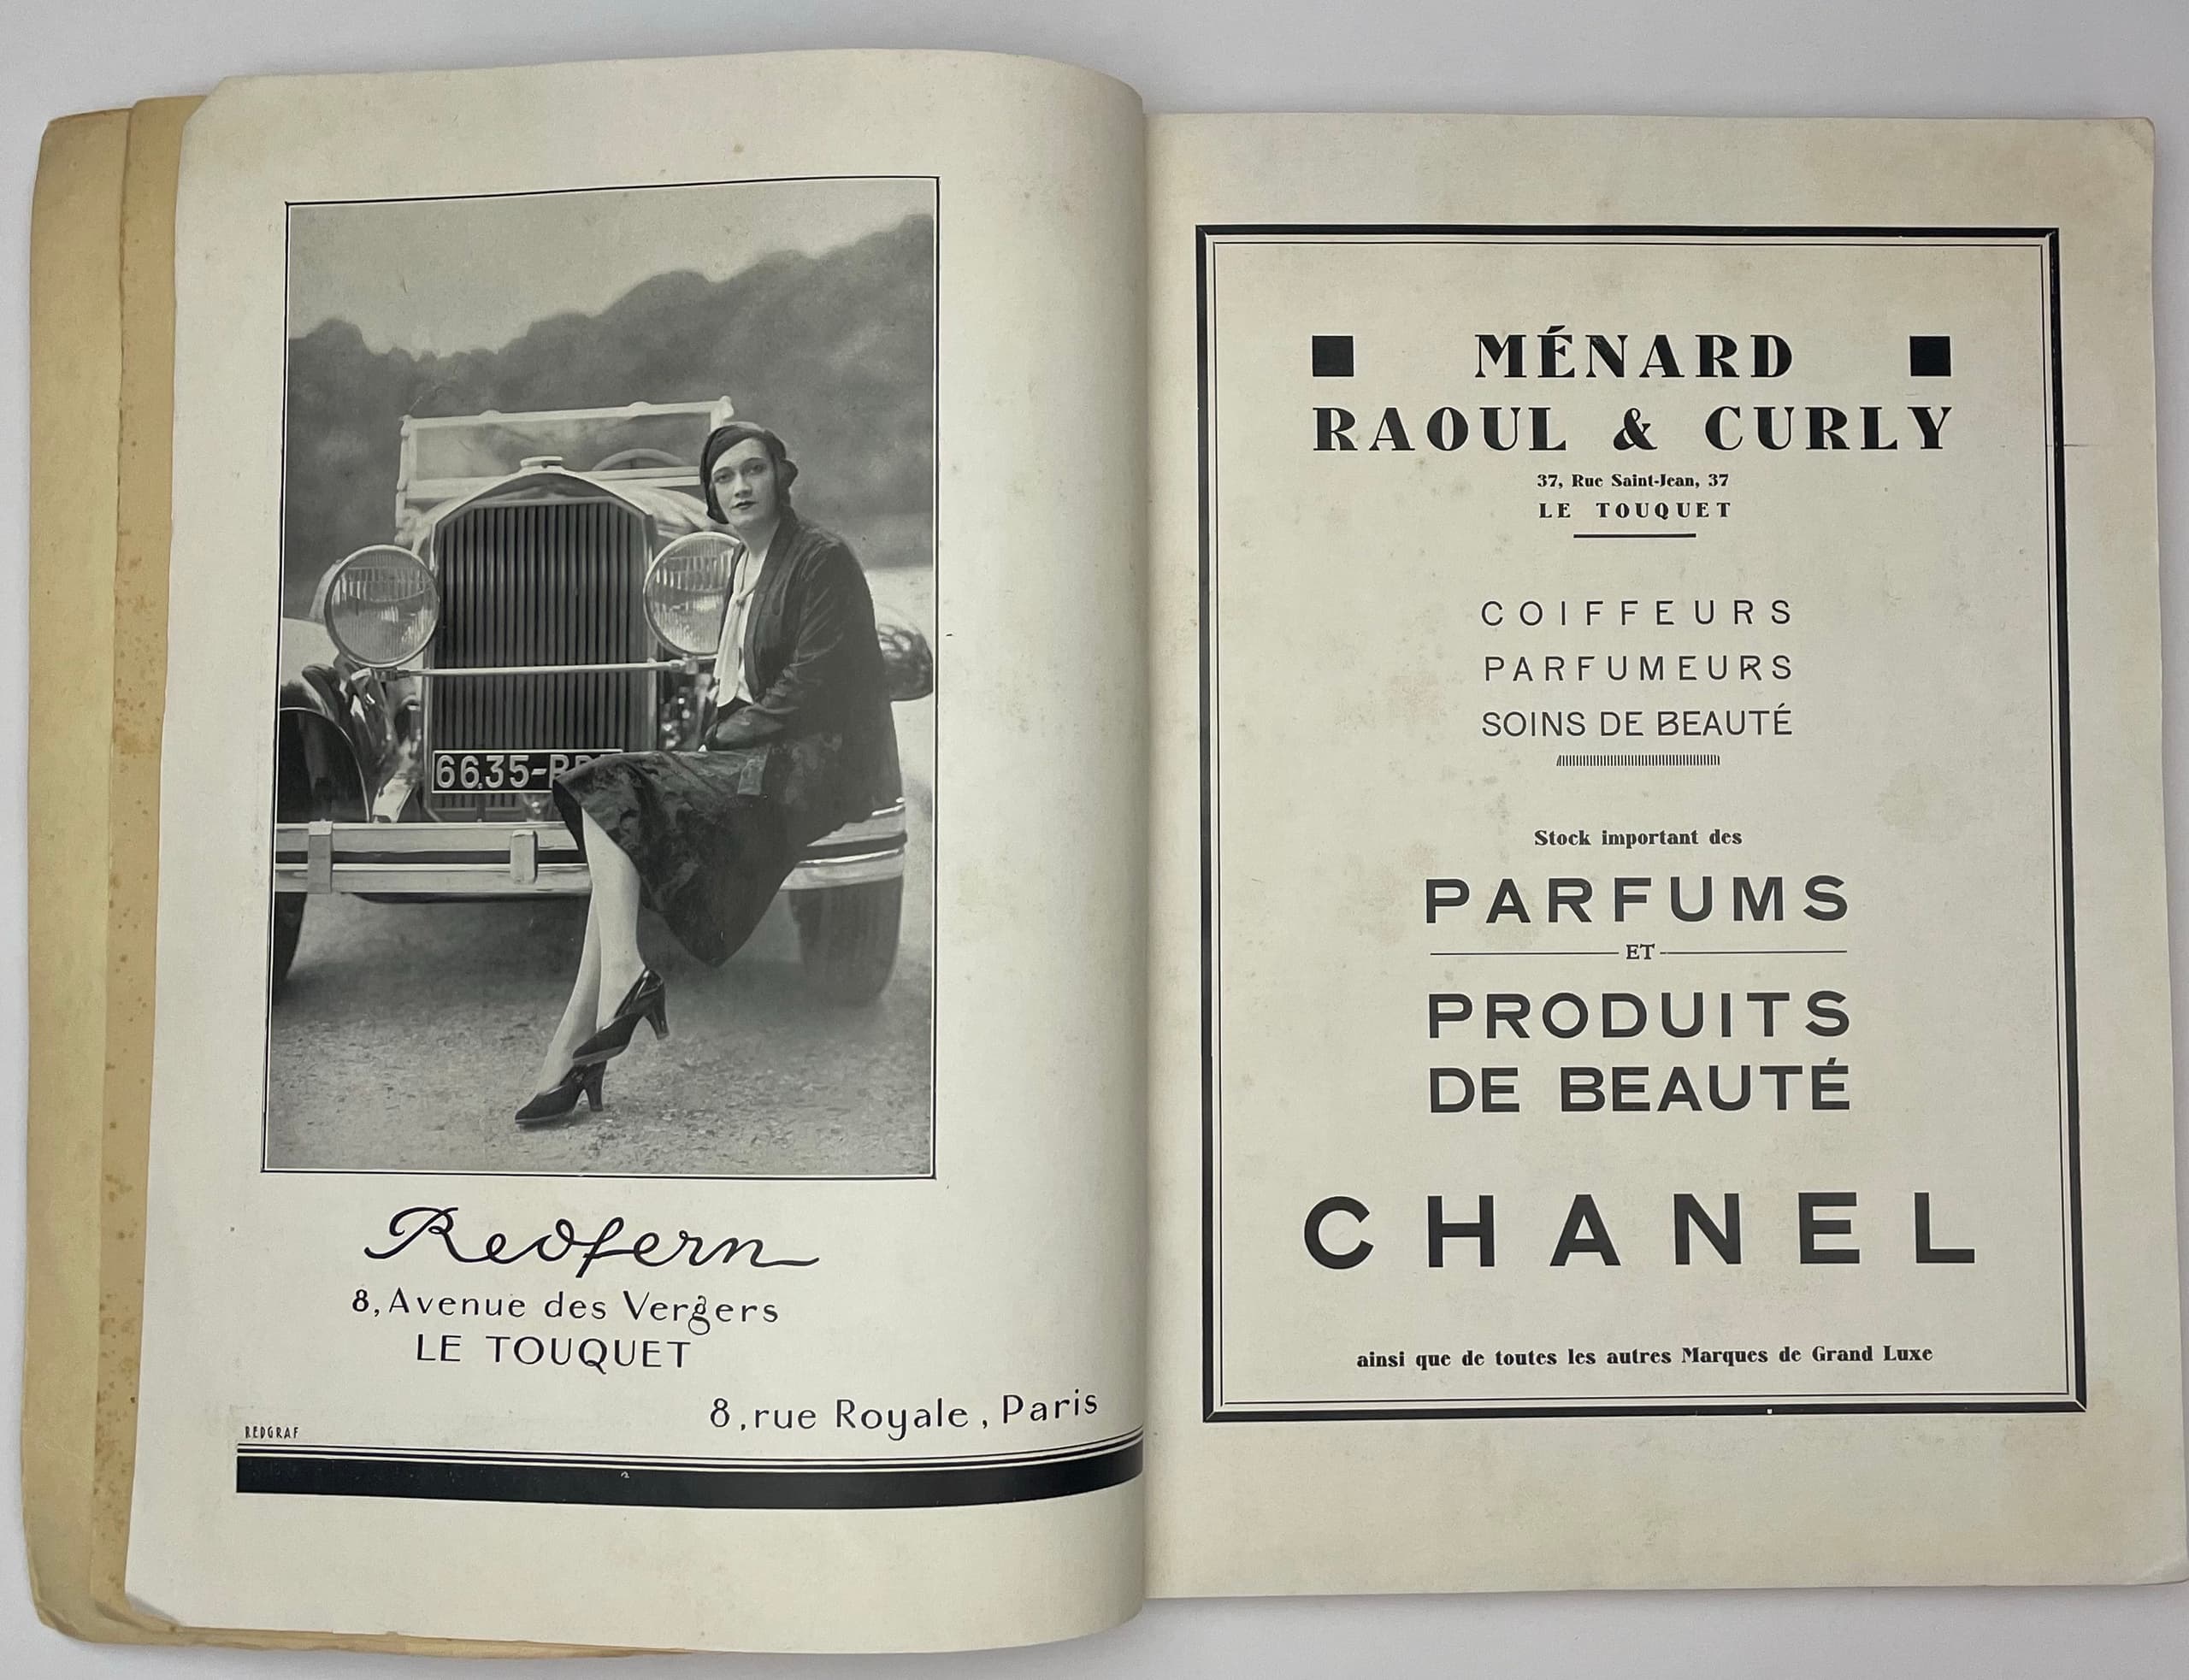 6635-R
Redfern
8, Avenue des Vergers
LE TOUQUET
8, rue Royale, Paris
REDGRAF
MÉNARD
RAOUL & CURLY
37, Rue Saint-Jean, 37
LE TOUQUET
COIFFEURS
PARFUMEURS
SOINS DE BEAUTÉ
Stock important des
PARFUMS
ET
PRODUITS
DE BEAUTÉ
CHANEL
ainsi que de toutes les autres Marques de Grand Luxe